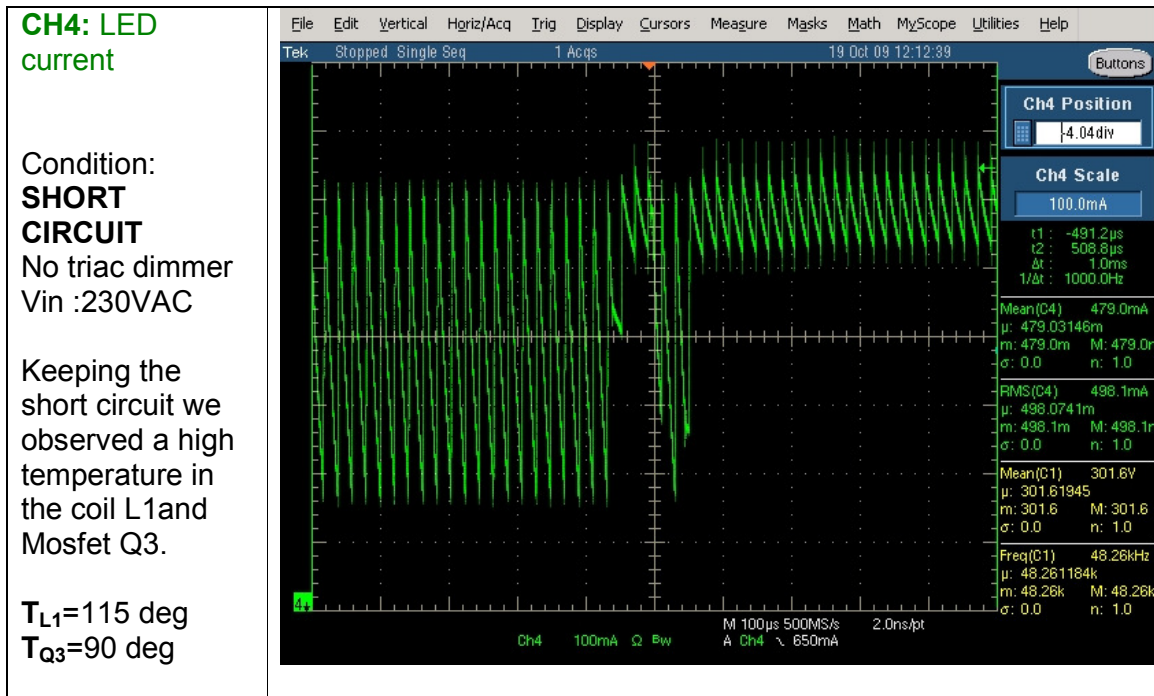 CH4: LED
current
Condition:
SHORT
CIRCUIT
No triac dimmer
Vin :230VAC
Keeping the
short circuit we
observed a high
temperature in
the coil L1and
Mosfet Q3.
TL1=115 deg
TQ3=90 deg
File Edit Vertical Horiz/Acq Trig Display Cursors Measure Masks Math MyScope Utilities Help
Tek Stopped Single Seq 1 Acqs 19 Oct 09 12:12:39
Buttons
Ch4 Position
-4.04div
Ch4 Scale
100.0mA
t1 : -491.2µs
t2 : 508.8µs
Δt : 1.0ms
1/Δt : 1000.0Hz
Mean(C4) 479.0mA
µ: 479.03146m
m: 479.0m M: 479.0m
σ: 0.0 n: 1.0
RMS(C4) 498.1mA
µ: 498.0741m
m: 498.1m M: 498.1m
σ: 0.0 n: 1.0
Mean(C1) 301.6V
µ: 301.61945
m: 301.6 M: 301.6
σ: 0.0 n: 1.0
Freq(C1) 48.26kHz
µ: 48.261184k
m: 48.26k M: 48.26k
σ: 0.0 n: 1.0
4
Ch4 100mA Ω Bw
M 100µs 500MS/s 2.0ns/pt
A Ch4 \ 650mA